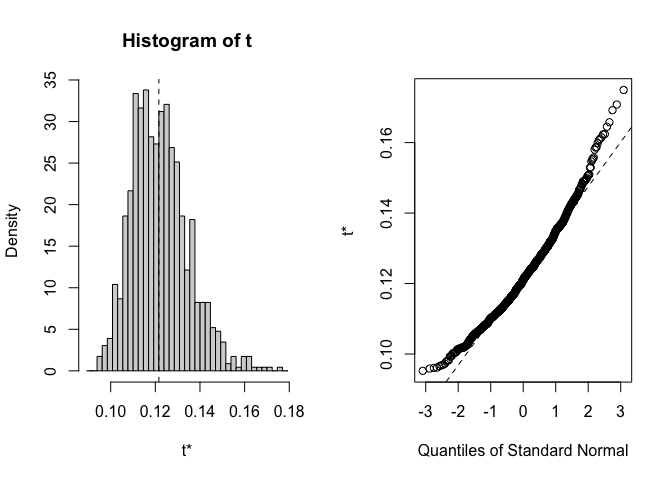 Histogram of t
Density
0
5
10
15
20
25
30
35
0.10 0.12 0.14 0.16 0.18
t*
t*
0.10
0.12
0.14
0.16
-3 -2 -1 0 1 2 3
Quantiles of Standard Normal